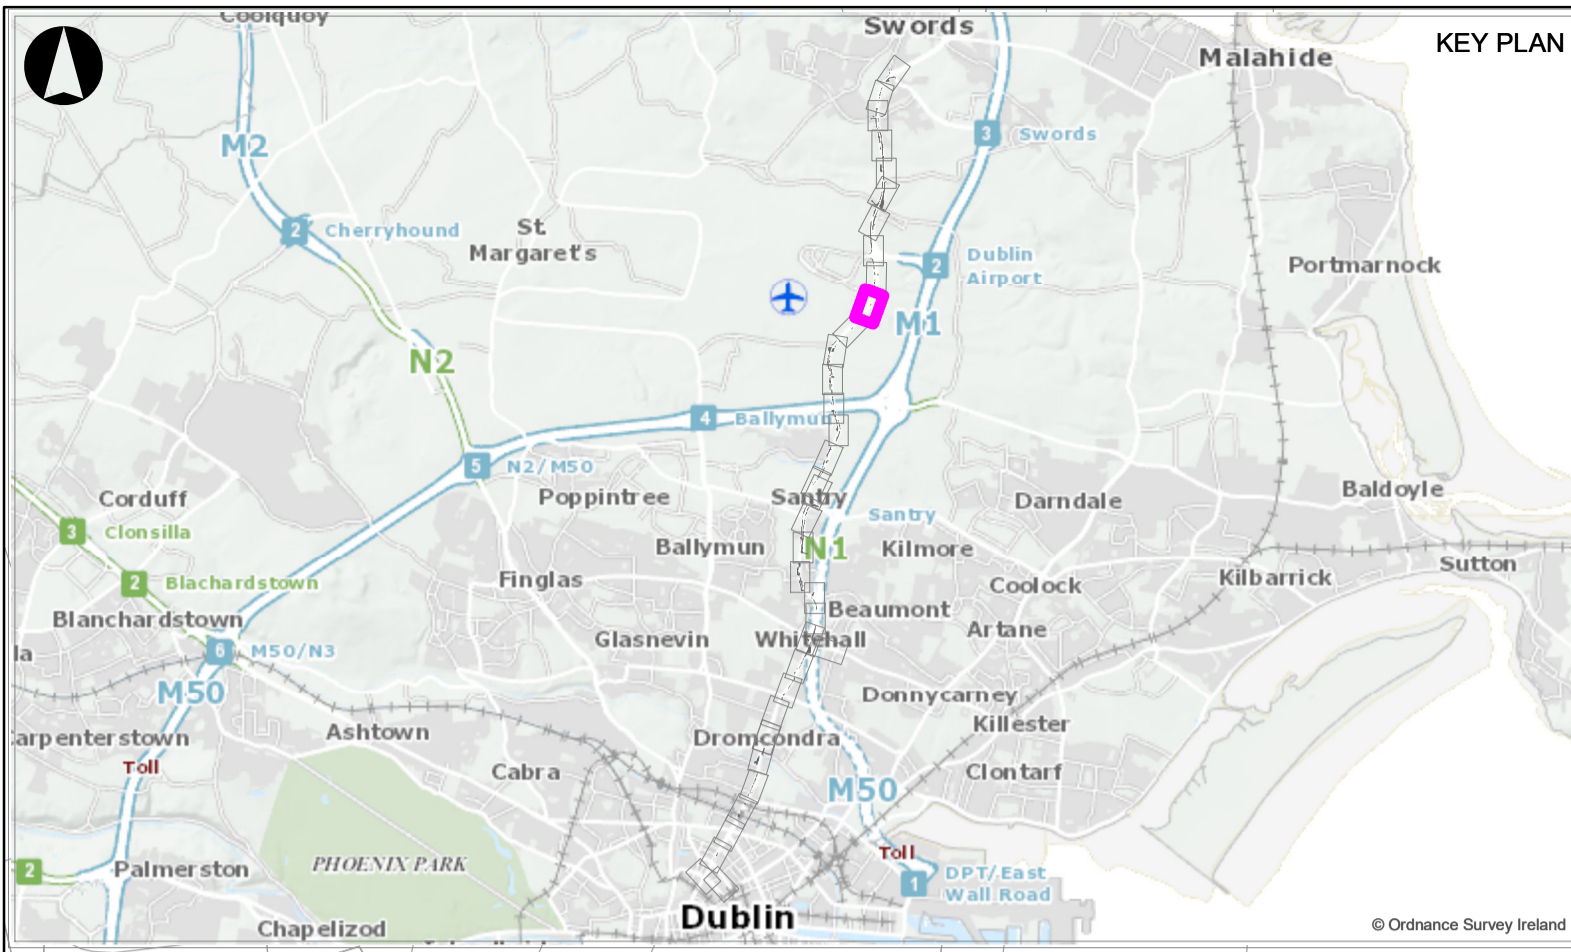 Coolquoy
Swords
KEY PLAN
Malahide
M2
3
Swords
2
Cherryhound
St.
Margaret's
Dublin
Airport
2
Portmarnock
M1
N2
4
Ballymun
5
N2/M50
Corduff
Poppintree
Santry
Darndale
Baldoyle
3
Clonsilla
Santry
Ballymun
N1
Kilmore
Sutton
2
Blachardstown
Finglas
Coolock
Kilbarrick
Blanchardstown
Beaumont
Glasnevin
Whitehall
Artane
la
6
M50/N3
M50
Donnycarney
Killester
arpenterstown
Ashtown
Dromcondra
Toll
Cabra
Clontarf
M50
PHOENIX PARK
Toll
2
Palmerston
1
DPT/East
Wall Road
Dublin
Chapelizod
© Ordnance Survey Ireland